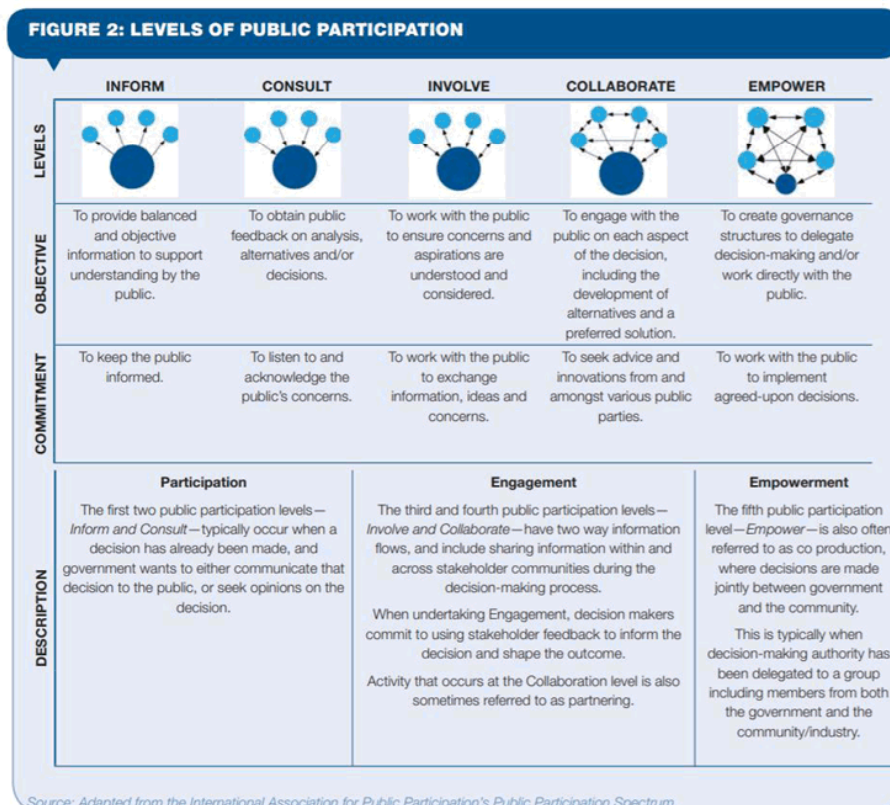 FIGURE 2: LEVELS OF PUBLIC PARTICIPATION
INFORM
CONSULT
INVOLVE
COLLABORATE
EMPOWER
LEVELS
OBJECTIVE
To provide balanced
and objective
information to support
understanding by the
public.
To obtain public
feedback on analysis,
alternatives and/or
decisions.
To work with the public
to ensure concerns and
aspirations are
understood and
considered.
To engage with the
public on each aspect
of the decision,
including the
development of
alternatives and a
preferred solution.
To create governance
structures to delegate
decision-making and/or
work directly with the
public.
COMMITMENT
To keep the public
informed.
To listen to and
acknowledge the
public's concerns.
To work with the public
to exchange
information, ideas and
concerns.
To seek advice and
innovations from and
amongst various public
parties.
To work with the public
to implement
agreed-upon decisions.
DESCRIPTION
Participation
The first two public participation levels—
Inform and Consult—typically occur when a
decision has already been made, and
government wants to either communicate that
decision to the public, or seek opinions on the
decision.
Engagement
The third and fourth public participation levels—
Involve and Collaborate—have two way information
flows, and include sharing information within and
across stakeholder communities during the
decision-making process.
When undertaking Engagement, decision makers
commit to using stakeholder feedback to inform the
decision and shape the outcome.
Activity that occurs at the Collaboration level is also
sometimes referred to as partnering.
Empowerment
The fifth public participation
level—Empower—is also often
referred to as co production,
where decisions are made
jointly between government
and the community.
This is typically when
decision-making authority has
been delegated to a group
including members from both
the government and the
community/industry.
Source: Adapted from the International Association for Public Participation's Public Participation Spectrum